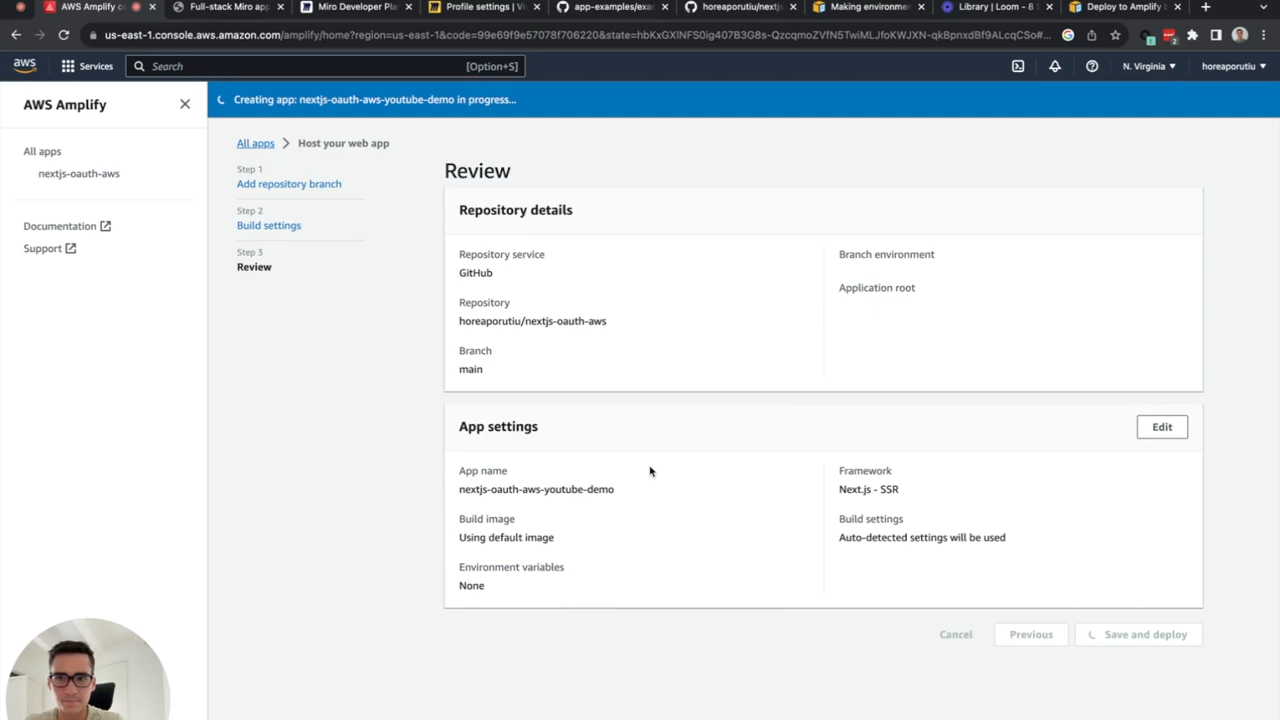 AWS Amplify co
Full-stack Miro app
Miro Developer Pla
Profile settings | Vi
app-examples/exa
horeaporutiu/nextj
Making environme
Library | Loom - 8 S
Deploy to Amplify b
us-east-1.console.aws.amazon.com/amplify/home?region=us-east-1&code=99e69f9e57078f706220&state=hbKxGXlNFS0ig407B3G8s-QzcqmoZVfN5TwiMLJfoKWJXN-qkBpnxdBf9ALcqCSo#...
aws
Services
Search
[Option+S]
N. Virginia
horeaporutiu
AWS Amplify
Creating app: nextjs-oauth-aws-youtube-demo in progress...
All apps
nextjs-oauth-aws
Documentation
Support
All apps > Host your web app
Step 1
Add repository branch
Step 2
Build settings
Step 3
Review
Review
Repository details
Repository service
GitHub
Repository
horeaporutiu/nextjs-oauth-aws
Branch
main
Branch environment
Application root
App settings
Edit
App name
nextjs-oauth-aws-youtube-demo
Build image
Using default image
Environment variables
None
Framework
Next.js - SSR
Build settings
Auto-detected settings will be used
Cancel
Previous
Save and deploy